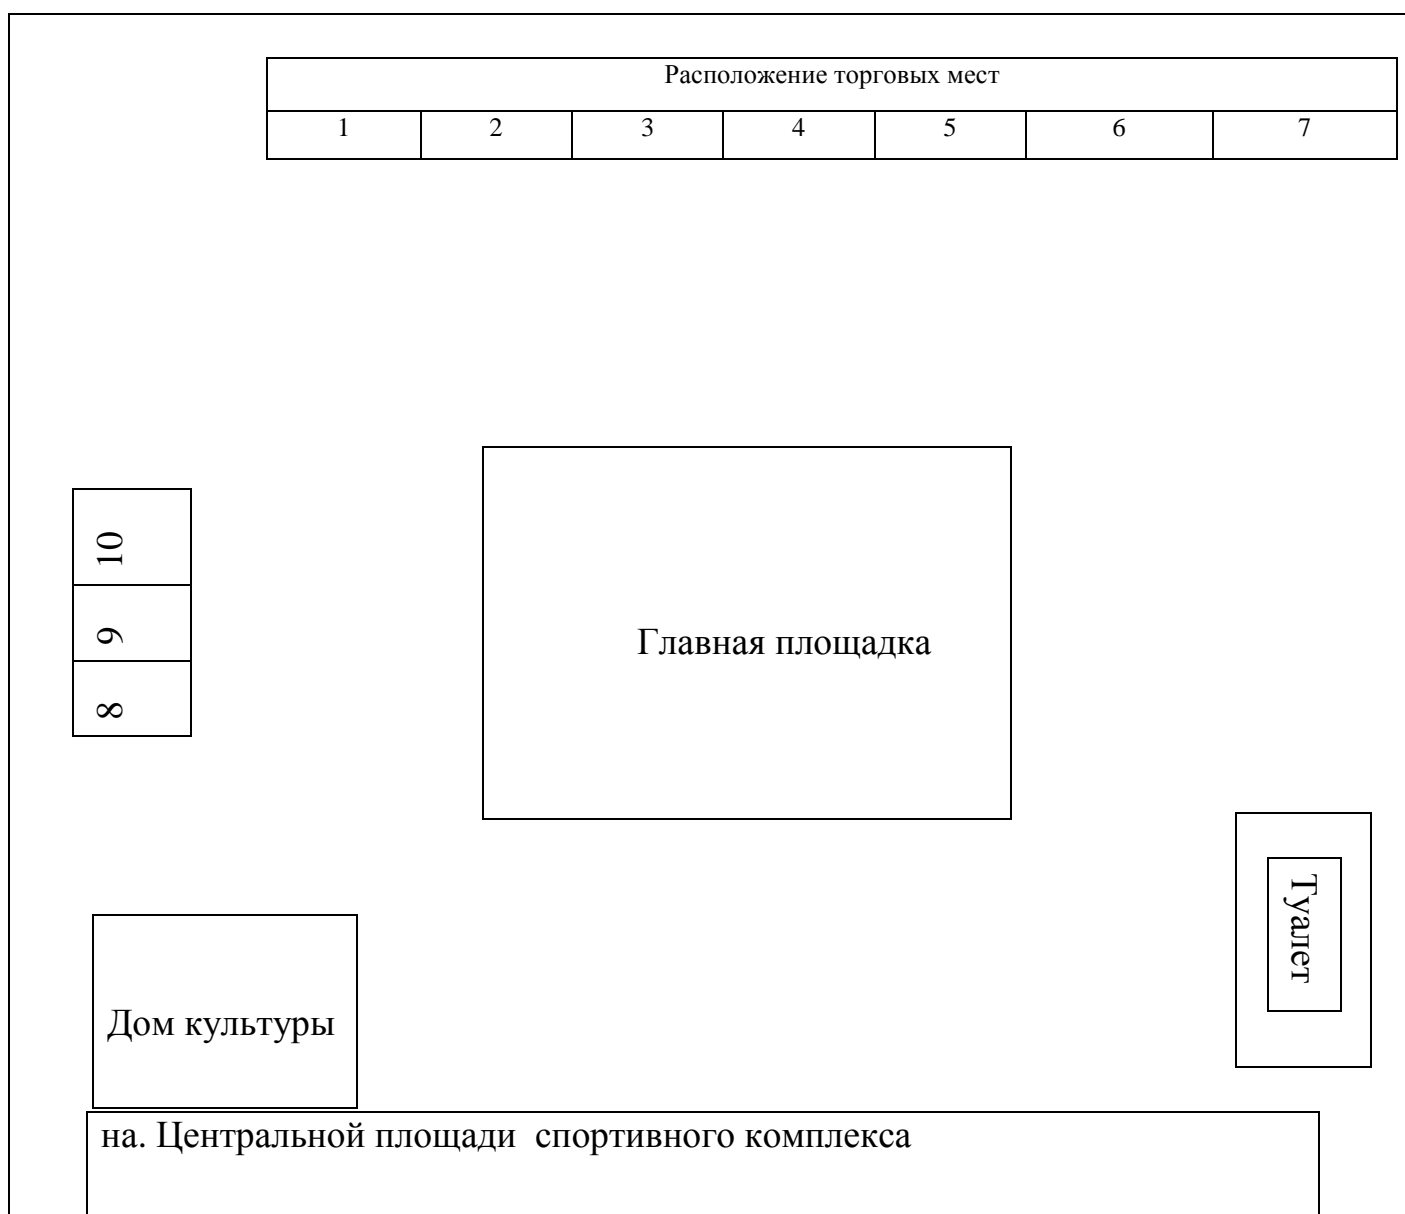 Расположение торговых мест
1 2 3 4 5 6 7
10
9
8
Главная площадка
Туалет
Дом культуры
на. Центральной площади  спортивного комплекса